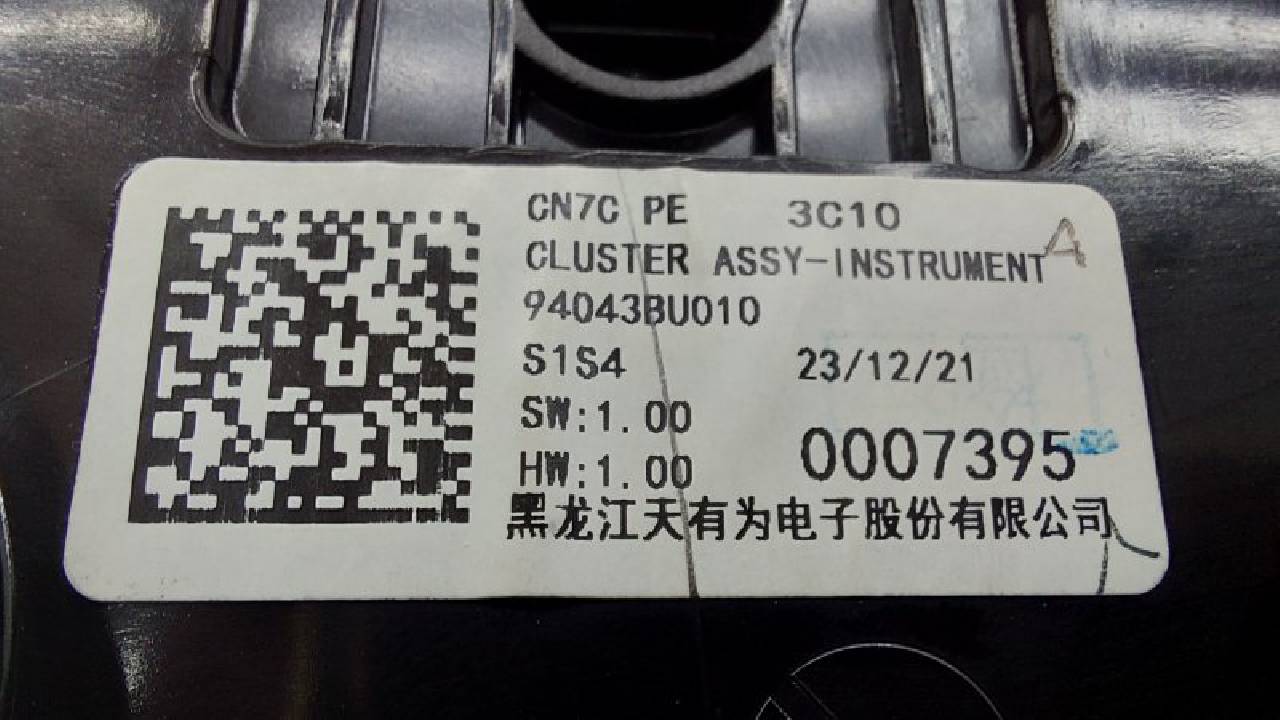 CN7C PE 3C10
CLUSTER ASSY-INSTRUMENT A
94043BU010
S1S4 23/12/21
SW:1.00
HW:1.00 0007395
黑龙江天有为电子股份有限公司